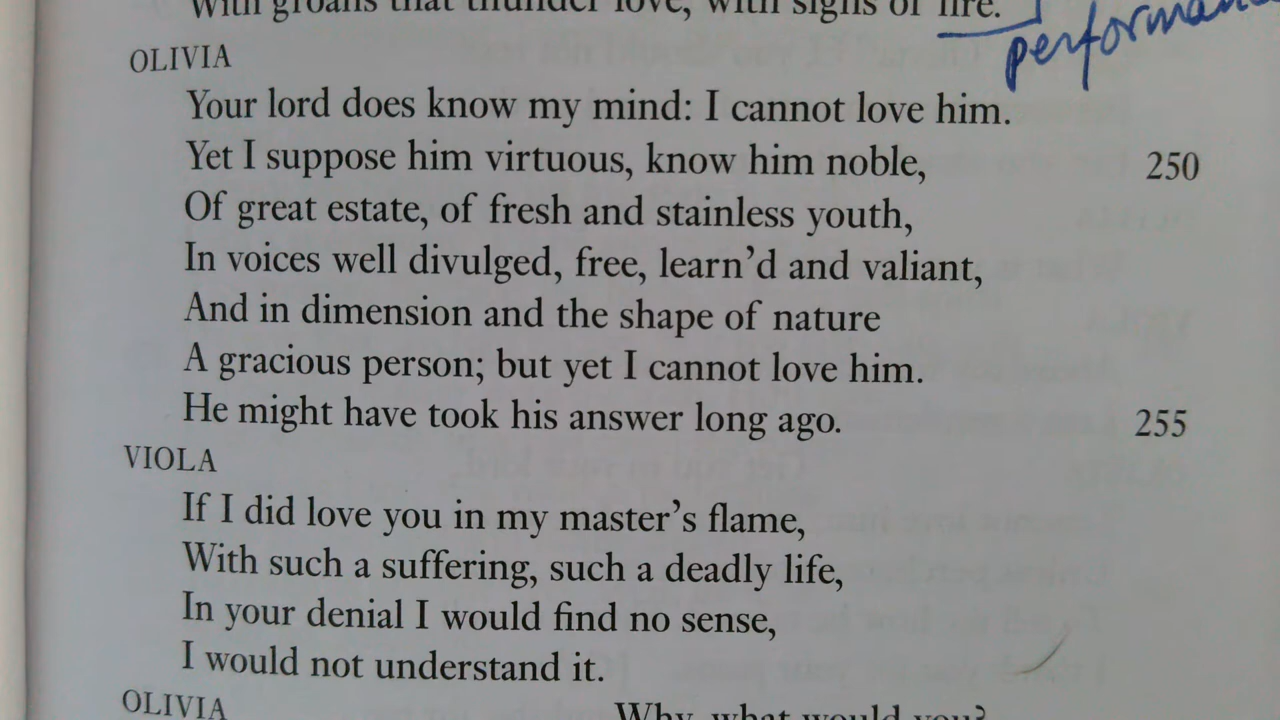 With groans that thunder love, with signs of fire.
OLIVIA
Your lord does know my mind: I cannot love him.
Yet I suppose him virtuous, know him noble, 250
Of great estate, of fresh and stainless youth,
In voices well divulged, free, learn'd and valiant,
And in dimension and the shape of nature
A gracious person; but yet I cannot love him.
He might have took his answer long ago. 255
VIOLA
If I did love you in my master's flame,
With such a suffering, such a deadly life,
In your denial I would find no sense,
I would not understand it.
OLIVIA Why, what would you?